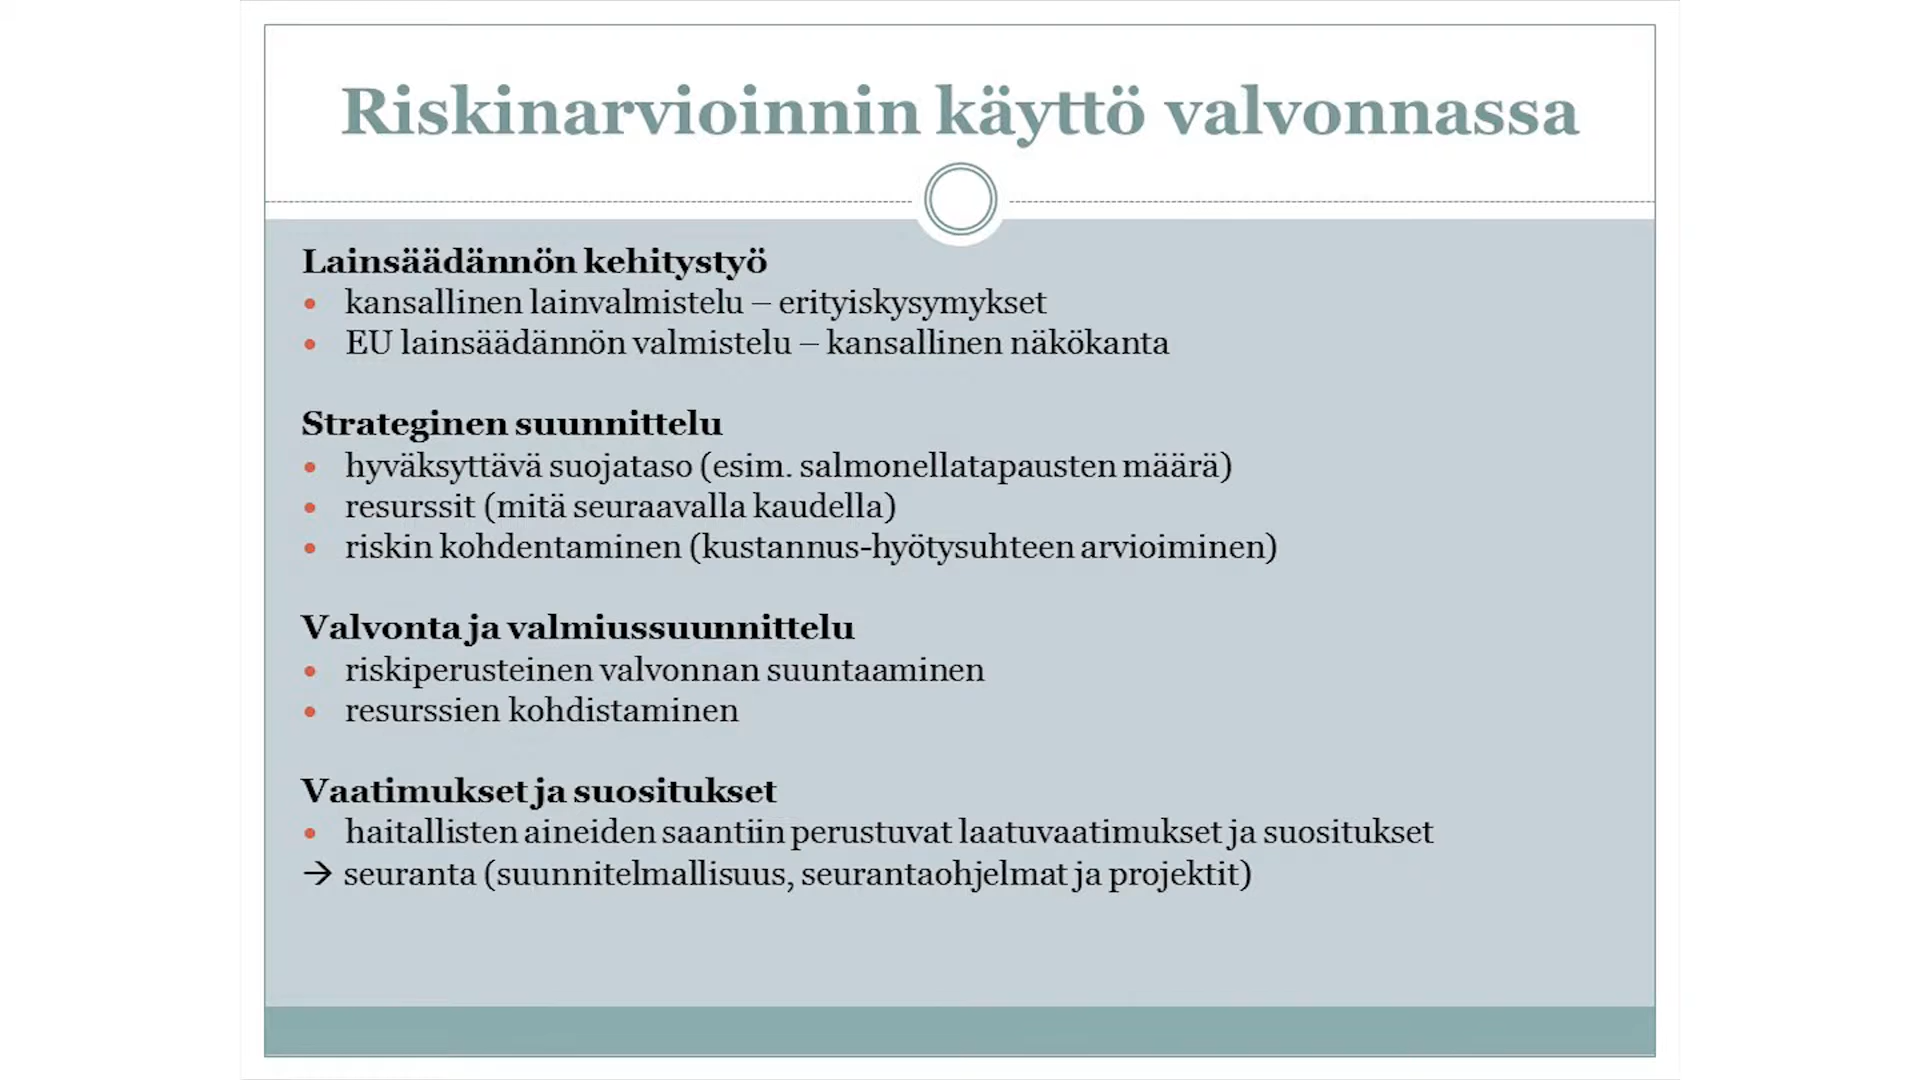 Riskinarvioinnin käyttö valvonnassa
Lainsäädännön kehitystyö
• kansallinen lainvalmistelu – erityiskysymykset
• EU lainsäädännön valmistelu – kansallinen näkökanta
Strateginen suunnittelu
• hyväksyttävä suojataso (esim. salmonellatapausten määrä)
• resurssit (mitä seuraavalla kaudella)
• riskin kohdentaminen (kustannus-hyötysuhteen arvioiminen)
Valvonta ja valmiussuunnittelu
• riskiperusteinen valvonnan suuntaaminen
• resurssien kohdistaminen
Vaatimukset ja suositukset
• haitallisten aineiden saantiin perustuvat laatuvaatimukset ja suositukset
→ seuranta (suunnitelmallisuus, seurantaohjelmat ja projektit)